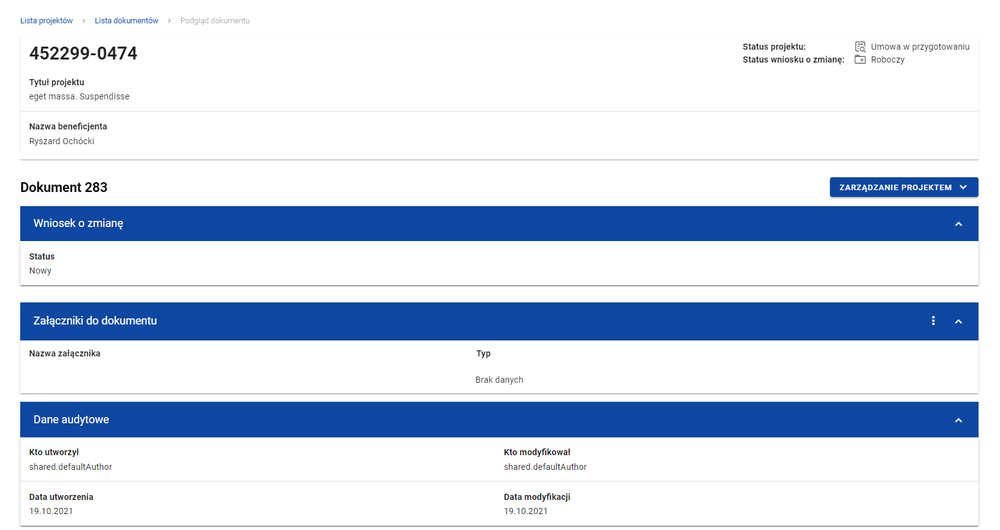 Lista projektów > Lista dokumentów > Podgląd dokumentu
452299-0474
Status projektu: Umowa w przygotowaniu
Status wniosku o zmianę: Roboczy
Tytuł projektu
eget massa. Suspendisse
Nazwa beneficjenta
Ryszard Ochócki
Dokument 283
ZARZĄDZANIE PROJEKTEM
Wniosek o zmianę
Status
Nowy
Załączniki do dokumentu
Nazwa załącznika Typ
Brak danych
Dane audytowe
Kto utworzył Kto modyfikował
shared.defaultAuthor shared.defaultAuthor
Data utworzenia Data modyfikacji
19.10.2021 19.10.2021